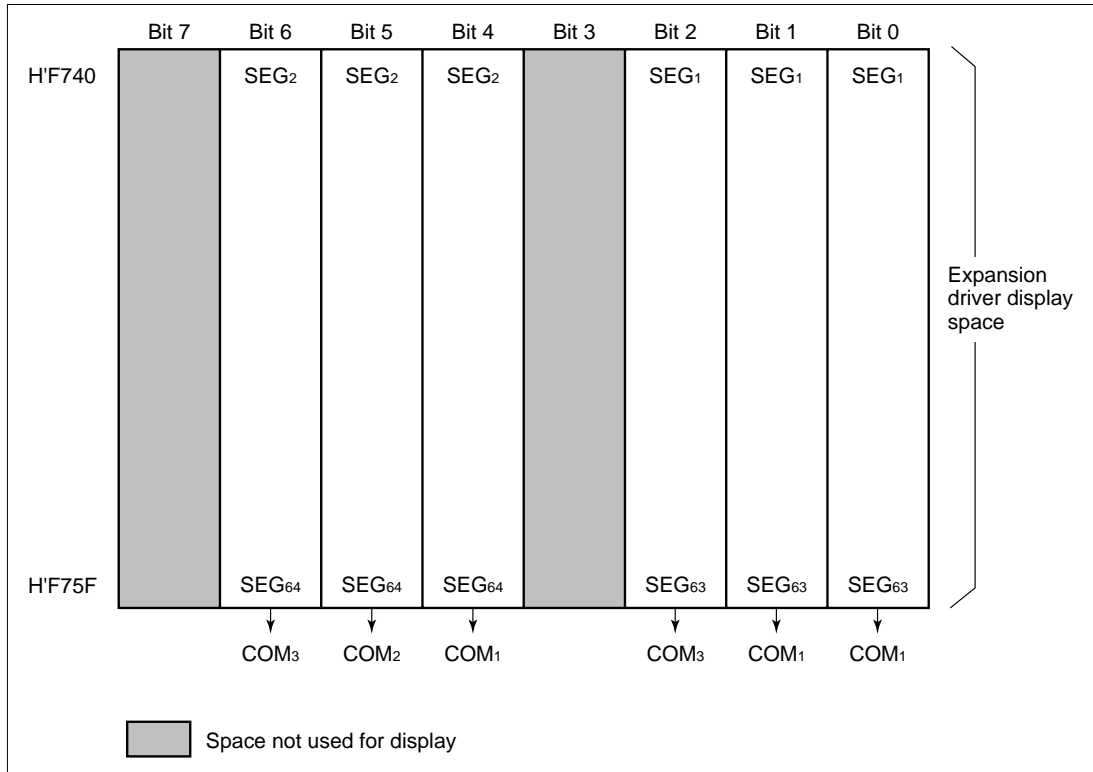 Bit 7 Bit 6 Bit 5 Bit 4 Bit 3 Bit 2 Bit 1 Bit 0
H'F740 SEG2 SEG2 SEG2 SEG1 SEG1 SEG1
Expansion
driver display
space
H'F75F SEG64 SEG64 SEG64 SEG63 SEG63 SEG63
COM3 COM2 COM1 COM3 COM1 COM1
Space not used for display